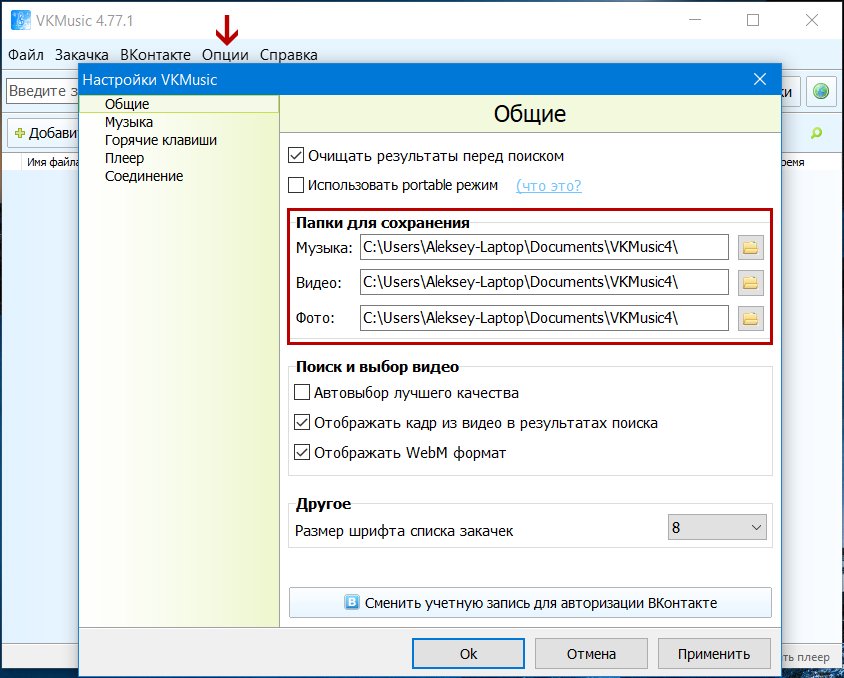 VKMusic 4.77.1
Файл Закачка ВКонтакте Опции Справка
Введите
Настройки VKMusic
Общие
Музыка
Горячие клавиши
Плеер
Соединение
Общие
Очищать результаты перед поиском
Использовать portable режим (что это?
Папки для сохранения
Музыка: C:\Users\Aleksey-Laptop\Documents\VKMusic4\
Видео: C:\Users\Aleksey-Laptop\Documents\VKMusic4\
Фото: C:\Users\Aleksey-Laptop\Documents\VKMusic4\
Поиск и выбор видео
Автовыбор лучшего качества
Отображать кадр из видео в результатах поиска
Отображать WebM формат
Другое
Размер шрифта списка закачек 8
Сменить учетную запись для авторизации ВКонтакте
Ok Отмена Применить
Добави
Имя файла
плеер